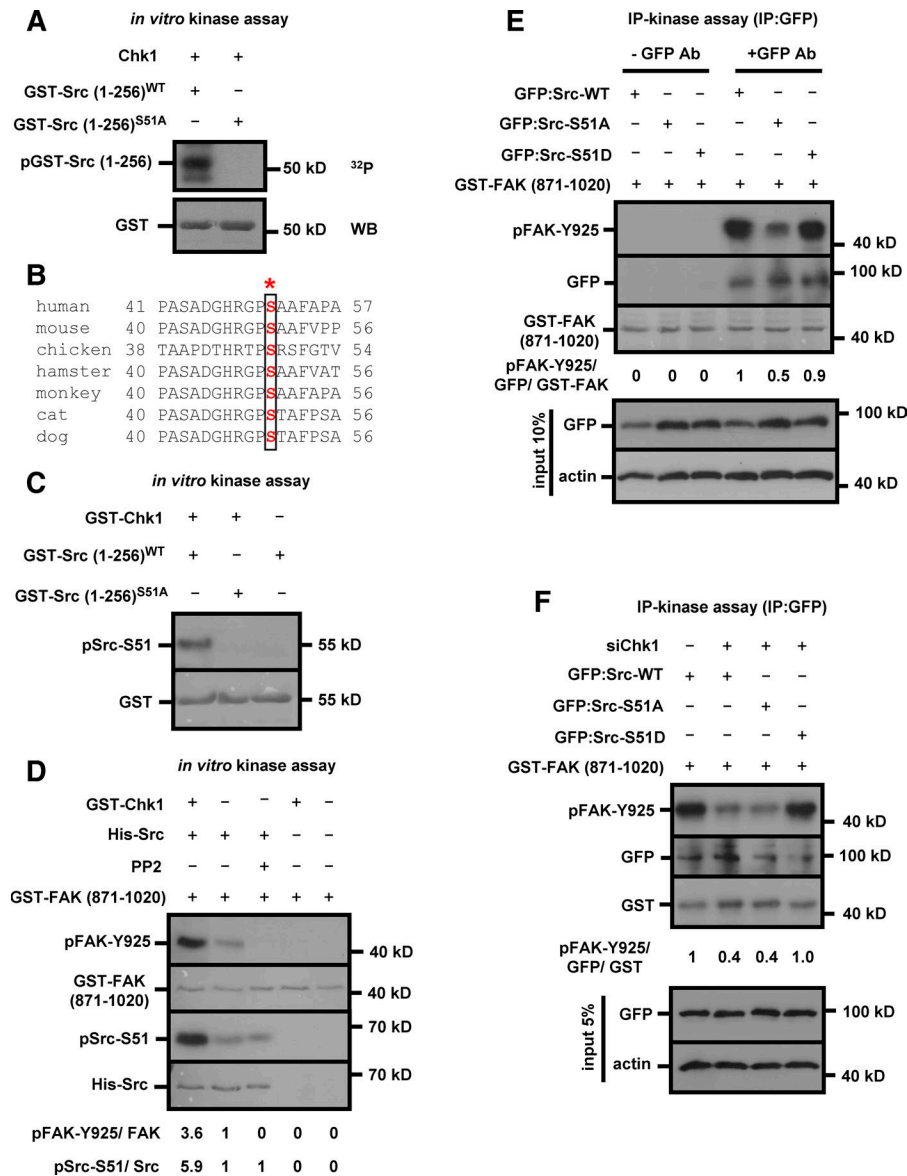 A
in vitro kinase assay
Chk1 + +
GST-Src (1-256)WT + –
GST-Src (1-256)S51A – +
pGST-Src (1-256) 50 kD 32P
GST 50 kD WB
B
*
human 41 PASADGHRGPSAAFAPA 57
mouse 40 PASADGHRGPSAAFVPP 56
chicken 38 TAAPDTHRTPSRSFGTV 54
hamster 40 PASADGHRGPSAAFVAT 56
monkey 40 PASADGHRGPSAAFAPA 56
cat 40 PASADGHRGPSTAFPSA 56
dog 40 PASADGHRGPSTAFPSA 56
C
in vitro kinase assay
GST-Chk1 + + –
GST-Src (1-256)WT + – +
GST-Src (1-256)S51A – + –
pSrc-S51 55 kD
GST 55 kD
D
in vitro kinase assay
GST-Chk1 + – – + –
His-Src + + + – –
PP2 – – + – –
GST-FAK (871-1020) + + + + +
pFAK-Y925 40 kD
GST-FAK (871-1020) 40 kD
pSrc-S51 70 kD
His-Src 70 kD
pFAK-Y925/ FAK 3.6 1 0 0 0
pSrc-S51/ Src 5.9 1 1 0 0
E
IP-kinase assay (IP:GFP)
- GFP Ab +GFP Ab
GFP:Src-WT + – – + – –
GFP:Src-S51A – + – – + –
GFP:Src-S51D – – + – – +
GST-FAK (871-1020) + + + + + +
pFAK-Y925 40 kD
GFP 100 kD
GST-FAK (871-1020) 40 kD
pFAK-Y925/ GFP/ GST-FAK 0 0 0 1 0.5 0.9
input 10%
GFP 100 kD
actin 40 kD
F
IP-kinase assay (IP:GFP)
siChk1 – + + +
GFP:Src-WT + + – –
GFP:Src-S51A – – + –
GFP:Src-S51D – – – +
GST-FAK (871-1020) + + + +
pFAK-Y925 40 kD
GFP 100 kD
GST 40 kD
pFAK-Y925/ GFP/ GST 1 0.4 0.4 1.0
input 5%
GFP 100 kD
actin 40 kD